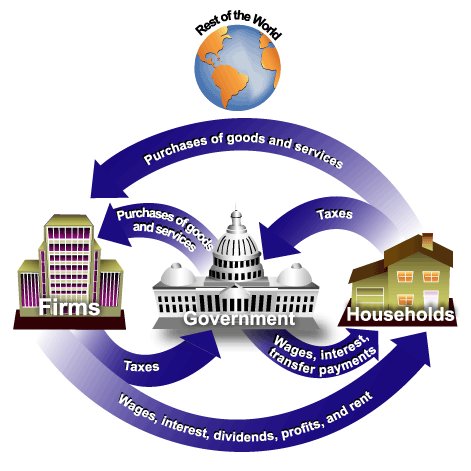 Rest of the World
Purchases of goods and services
Purchases of goods
and services
Taxes
Firms
Government
Households
Taxes
Wages, interest,
transfer payments
Wages, interest, dividends, profits, and rent